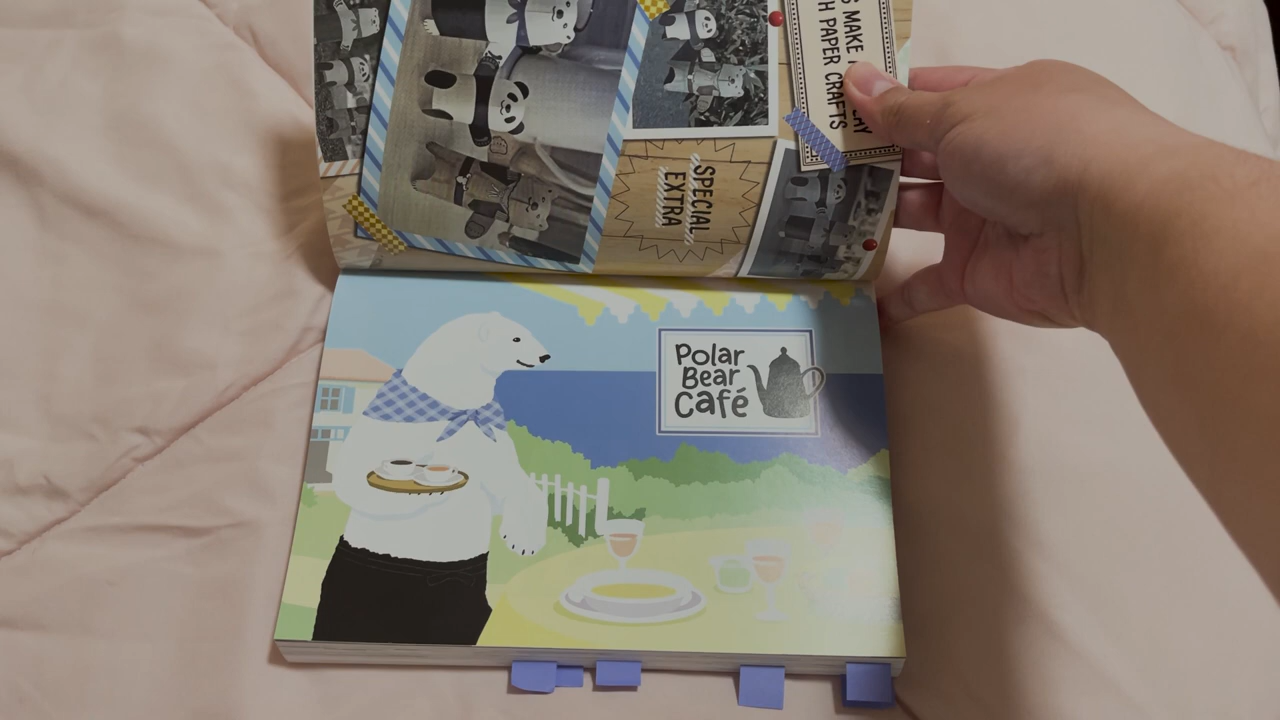 S MAKE
H PAPER CRAFTS
SPECIAL
EXTRA
Polar
Bear
Café